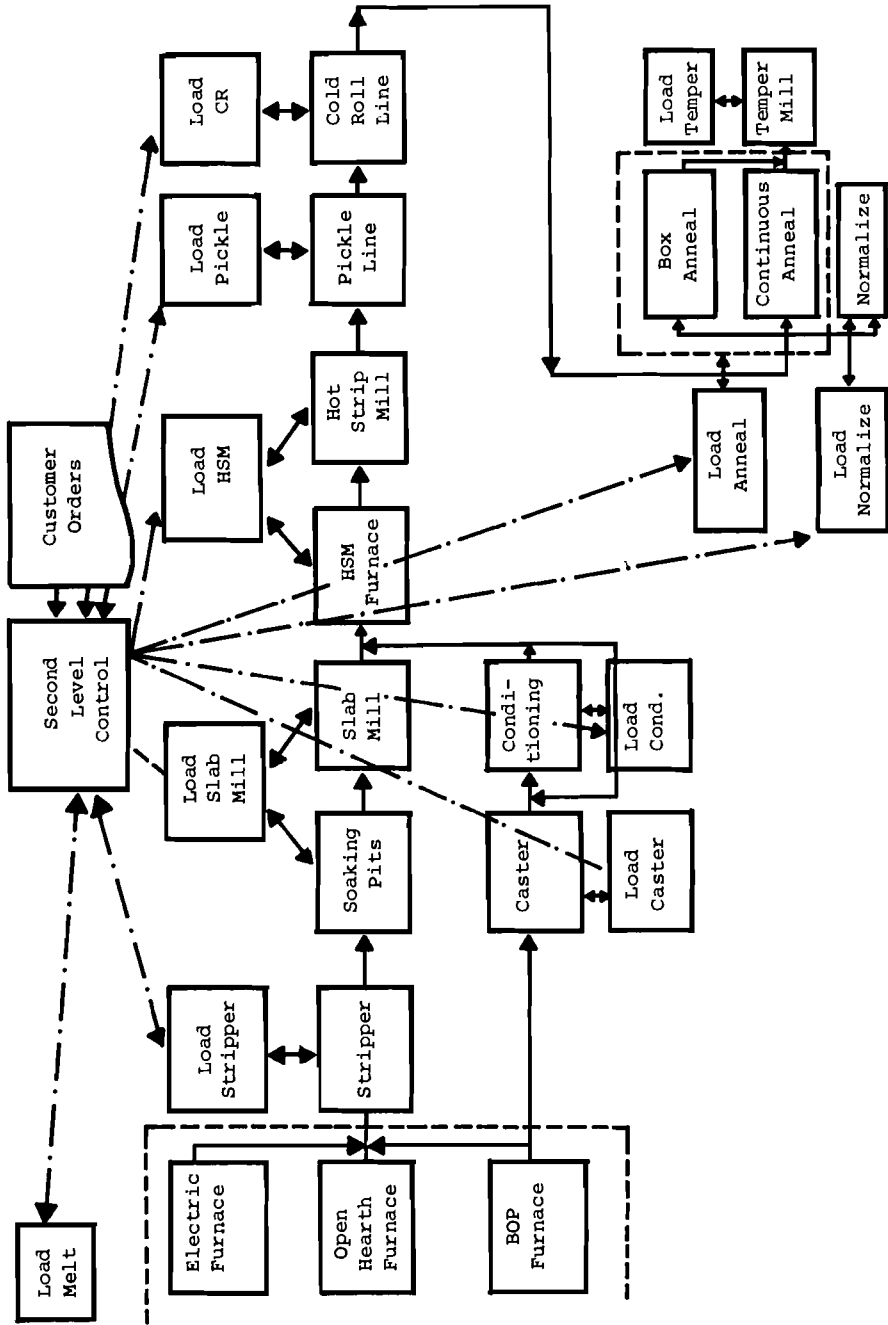 Customer
Orders
Second
Level
Control
Load
Melt
Load
Stripper
Load
Slab
Mill
Load
HSM
Load
Pickle
Load
CR
Electric
Furnace
Open
Hearth
Furnace
BOP
Furnace
Stripper
Soaking
Pits
Slab
Mill
HSM
Furnace
Hot
Strip
Mill
Pickle
Line
Cold
Roll
Line
Caster
Condi-
tioning
Load
Caster
Load
Cond.
Load
Anneal
Load
Normalize
Box
Anneal
Continuous
Anneal
Normalize
Load
Temper
Temper
Mill